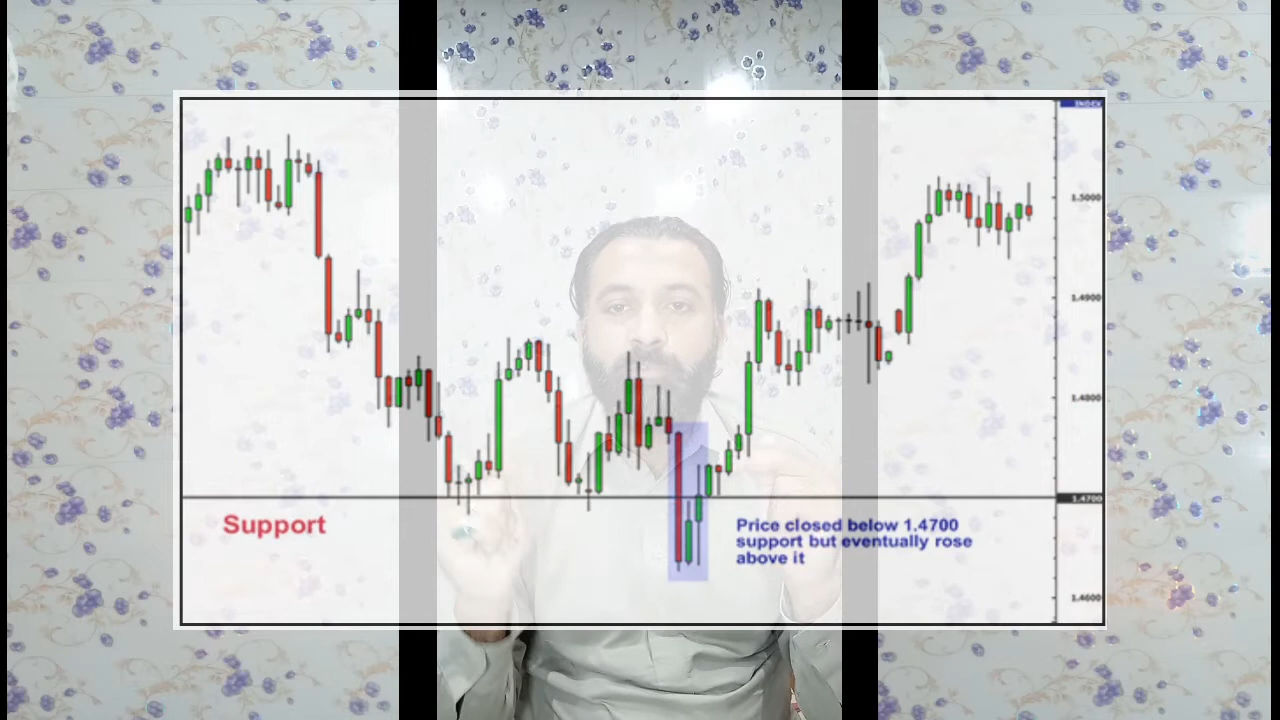 INDEX
1.5000
1.4900
1.4800
1.4700
Support
Price closed below 1.4700
support but eventually rose
above it
1.4600